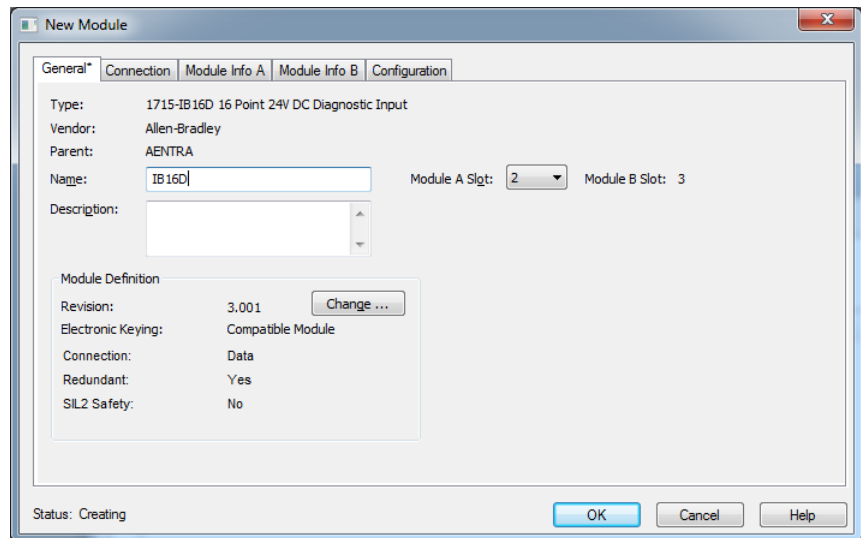 New Module
General* Connection Module Info A Module Info B Configuration
Type: 1715-IB16D 16 Point 24V DC Diagnostic Input
Vendor: Allen-Bradley
Parent: AENTRA
Name: IB16D Module A Slot: 2 Module B Slot: 3
Description:
Module Definition
Revision: 3.001 Change ...
Electronic Keying: Compatible Module
Connection: Data
Redundant: Yes
SIL2 Safety: No
Status: Creating OK Cancel Help